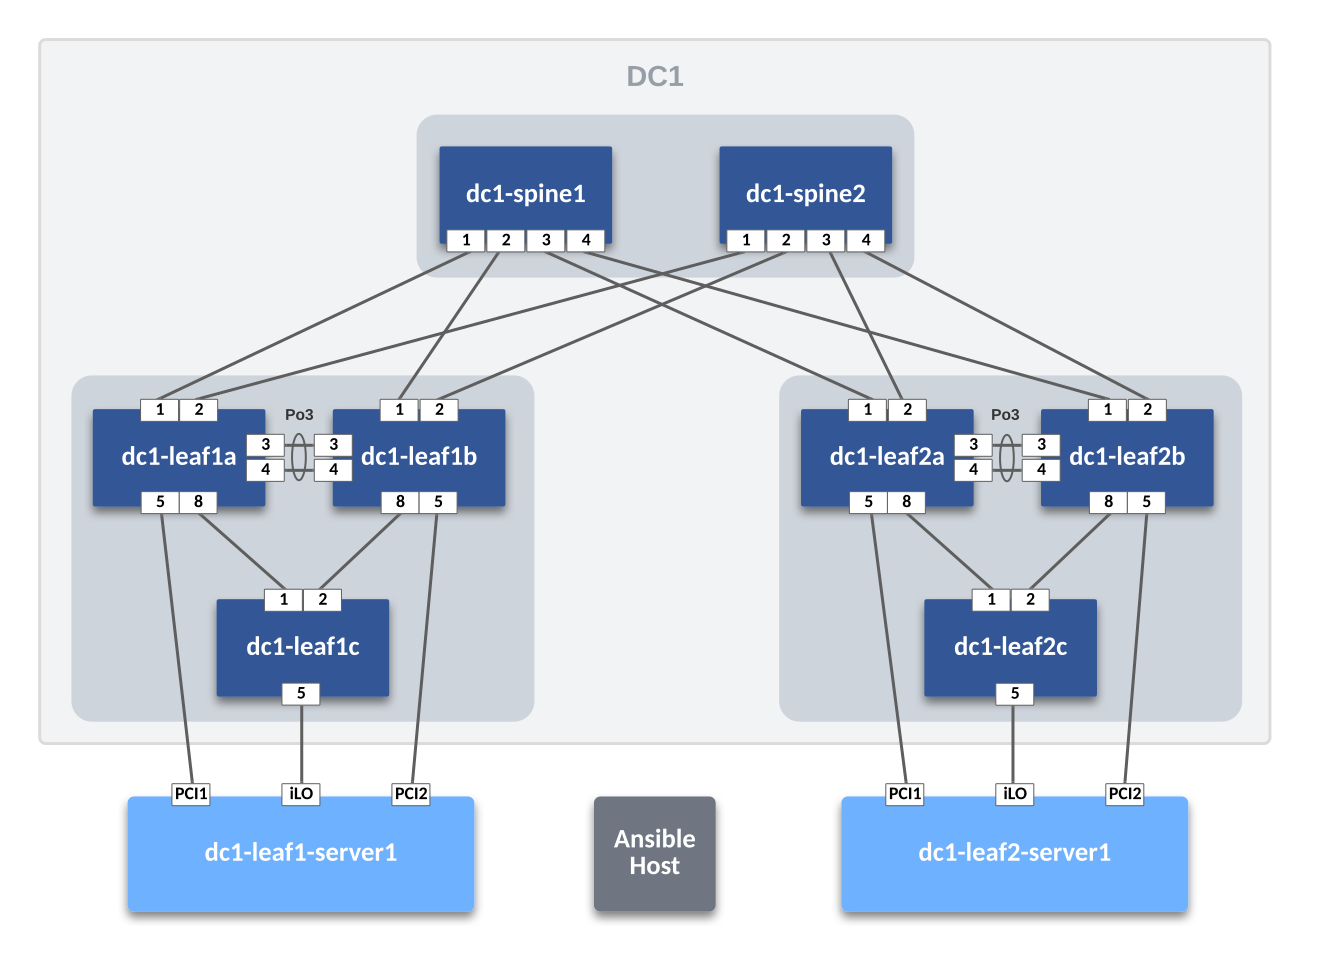 DC1
dc1-spine1
dc1-spine2
1 2 3 4
1 2 3 4
1 2
1 2
1 2
1 2
Po3
Po3
dc1-leaf1a
3
3
dc1-leaf1b
4
4
dc1-leaf2a
3
3
dc1-leaf2b
4
4
5 8
8 5
5 8
8 5
1 2
1 2
dc1-leaf1c
dc1-leaf2c
5
5
PCI1
iLO
PCI2
PCI1
iLO
PCI2
dc1-leaf1-server1
Ansible
Host
dc1-leaf2-server1